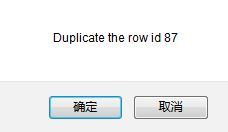 Duplicate the row id 87
确定 取消